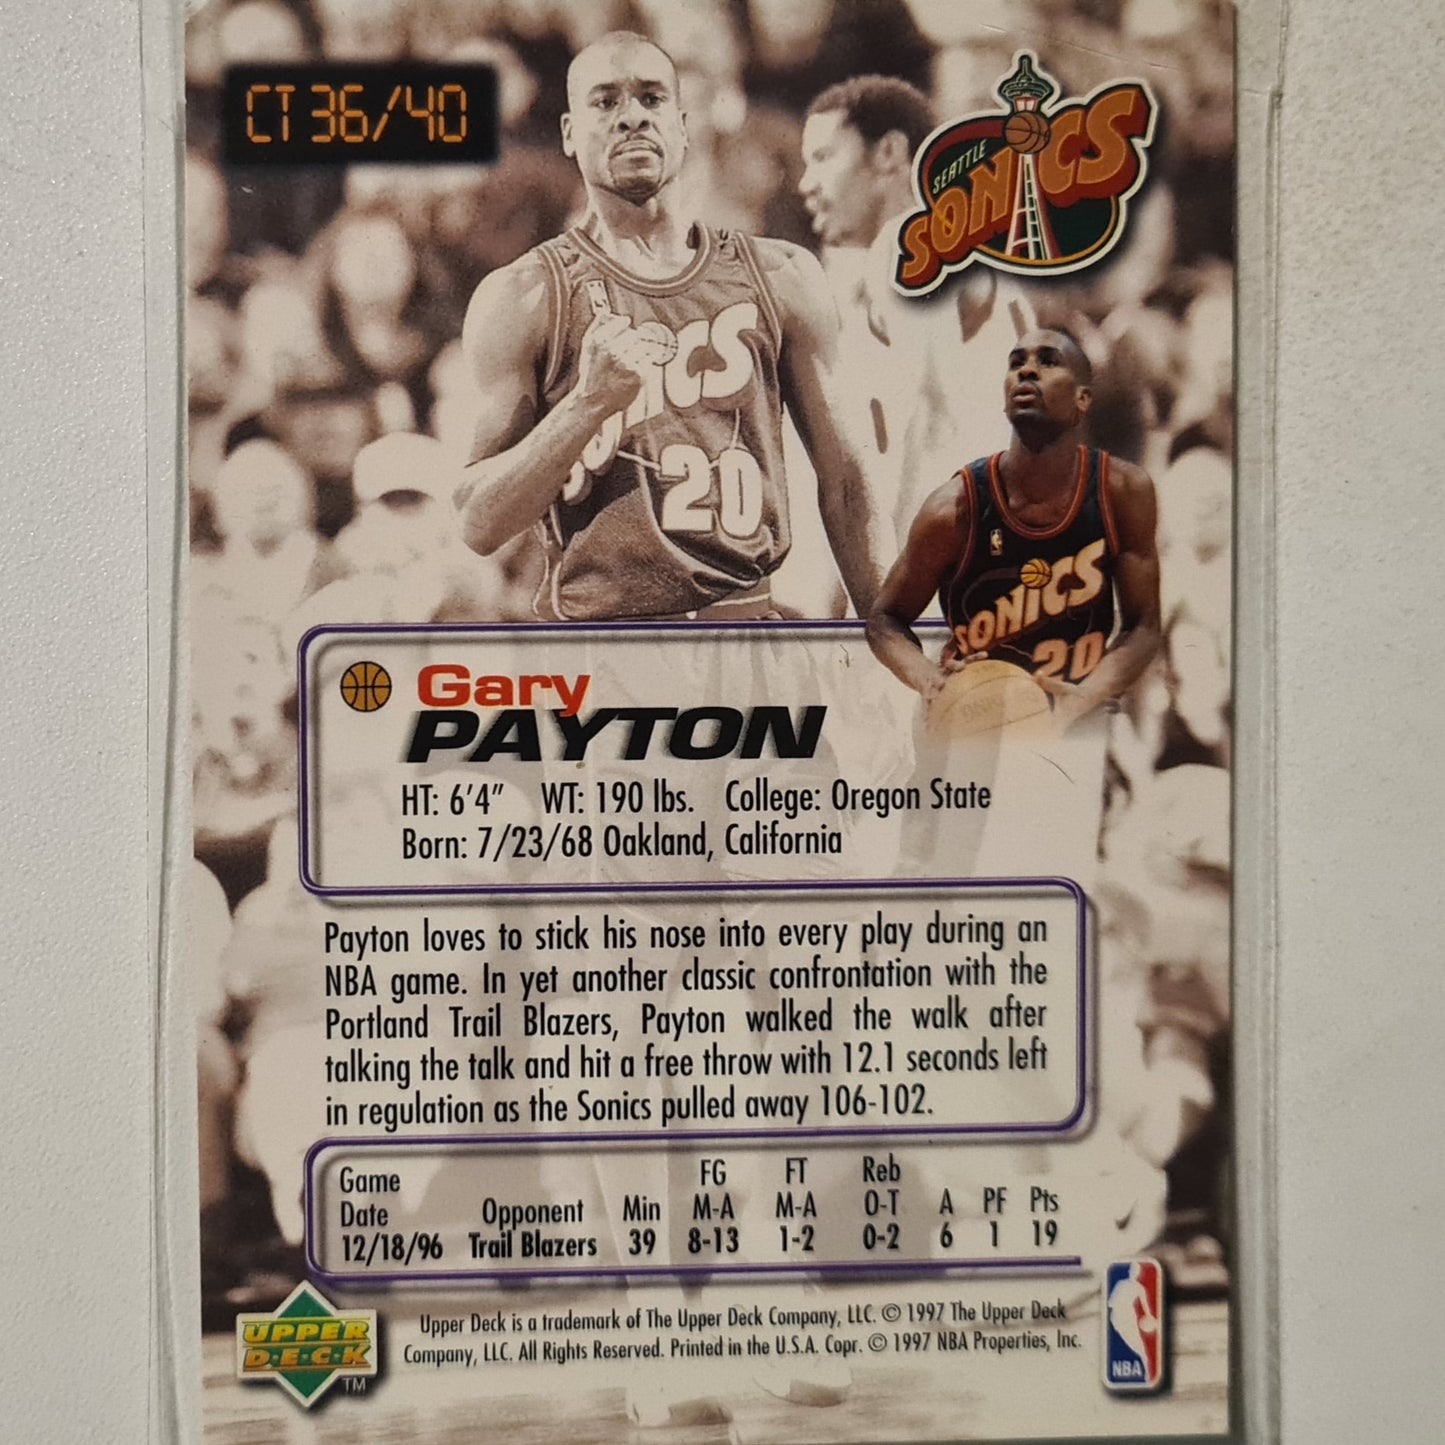 CT 36/40
SEATTLE
SONICS
SONICS
20
SONICS
20
Gary
PAYTON
HT: 6'4" WT: 190 lbs. College: Oregon State
Born: 7/23/68 Oakland, California
Payton loves to stick his nose into every play during an
NBA game. In yet another classic confrontation with the
Portland Trail Blazers, Payton walked the walk after
talking the talk and hit a free throw with 12.1 seconds left
in regulation as the Sonics pulled away 106-102.
Game FG FT Reb
Date Opponent Min M-A M-A O-T A PF Pts
12/18/96 Trail Blazers 39 8-13 1-2 0-2 6 1 19
UPPER
D·E·C·K
TM
Upper Deck is a trademark of The Upper Deck Company, LLC. © 1997 The Upper Deck
Company, LLC. All Rights Reserved. Printed in the U.S.A. Copr. © 1997 NBA Properties, Inc.
NBA